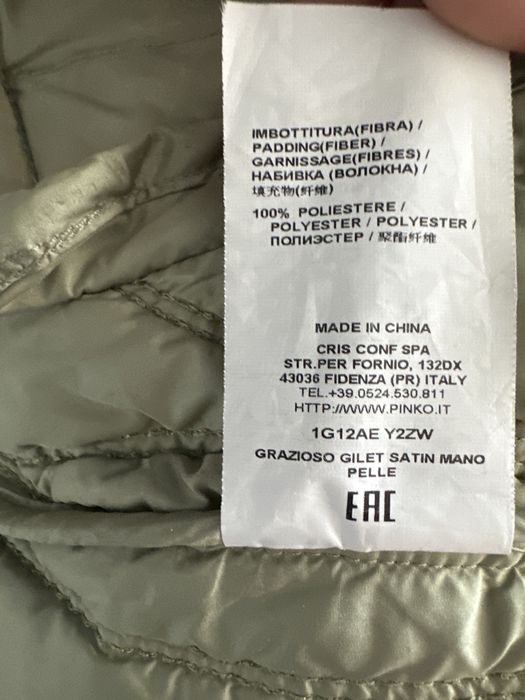 IMBOTTITURA(FIBRA) /
PADDING(FIBER) /
GARNISSAGE(FIBRES) /
НАБИВКА (ВОЛОКНА) /
填充物(纤维)
100% POLIESTERE /
POLYESTER / POLYESTER /
ПОЛИЭСТЕР / 聚酯纤维
MADE IN CHINA
CRIS CONF SPA
STR.PER FORNIO, 132DX
43036 FIDENZA (PR) ITALY
TEL.+39.0524.530.811
HTTP://WWW.PINKO.IT
1G12AE Y2ZW
GRAZIOSO GILET SATIN MANO
PELLE
EAC